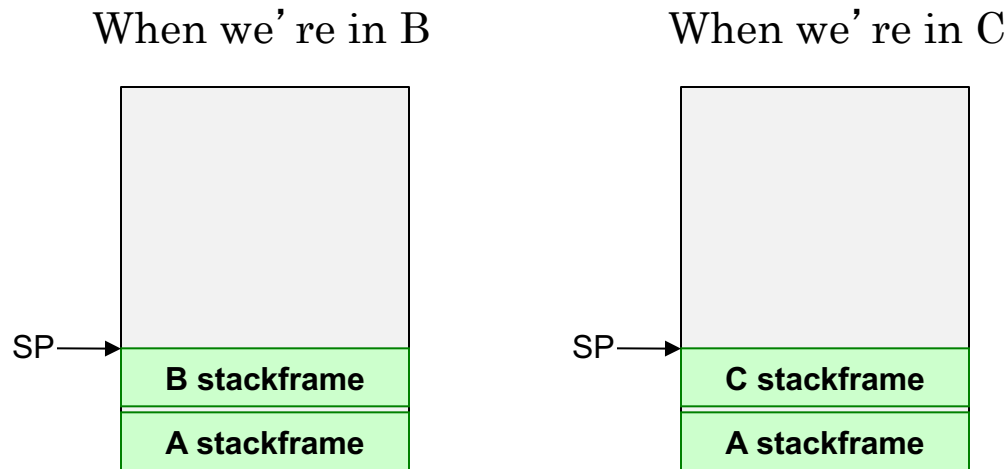 When we’re in B
When we’re in C
SP
B stackframe
A stackframe
SP
C stackframe
A stackframe